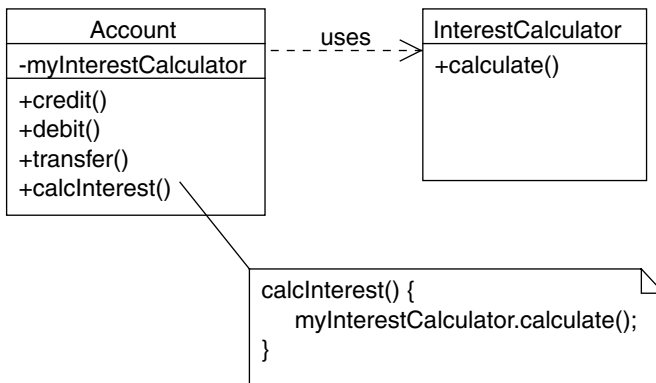 Account
-myInterestCalculator
+credit()
+debit()
+transfer()
+calcInterest()
uses
InterestCalculator
+calculate()
calcInterest() {
myInterestCalculator.calculate();
}